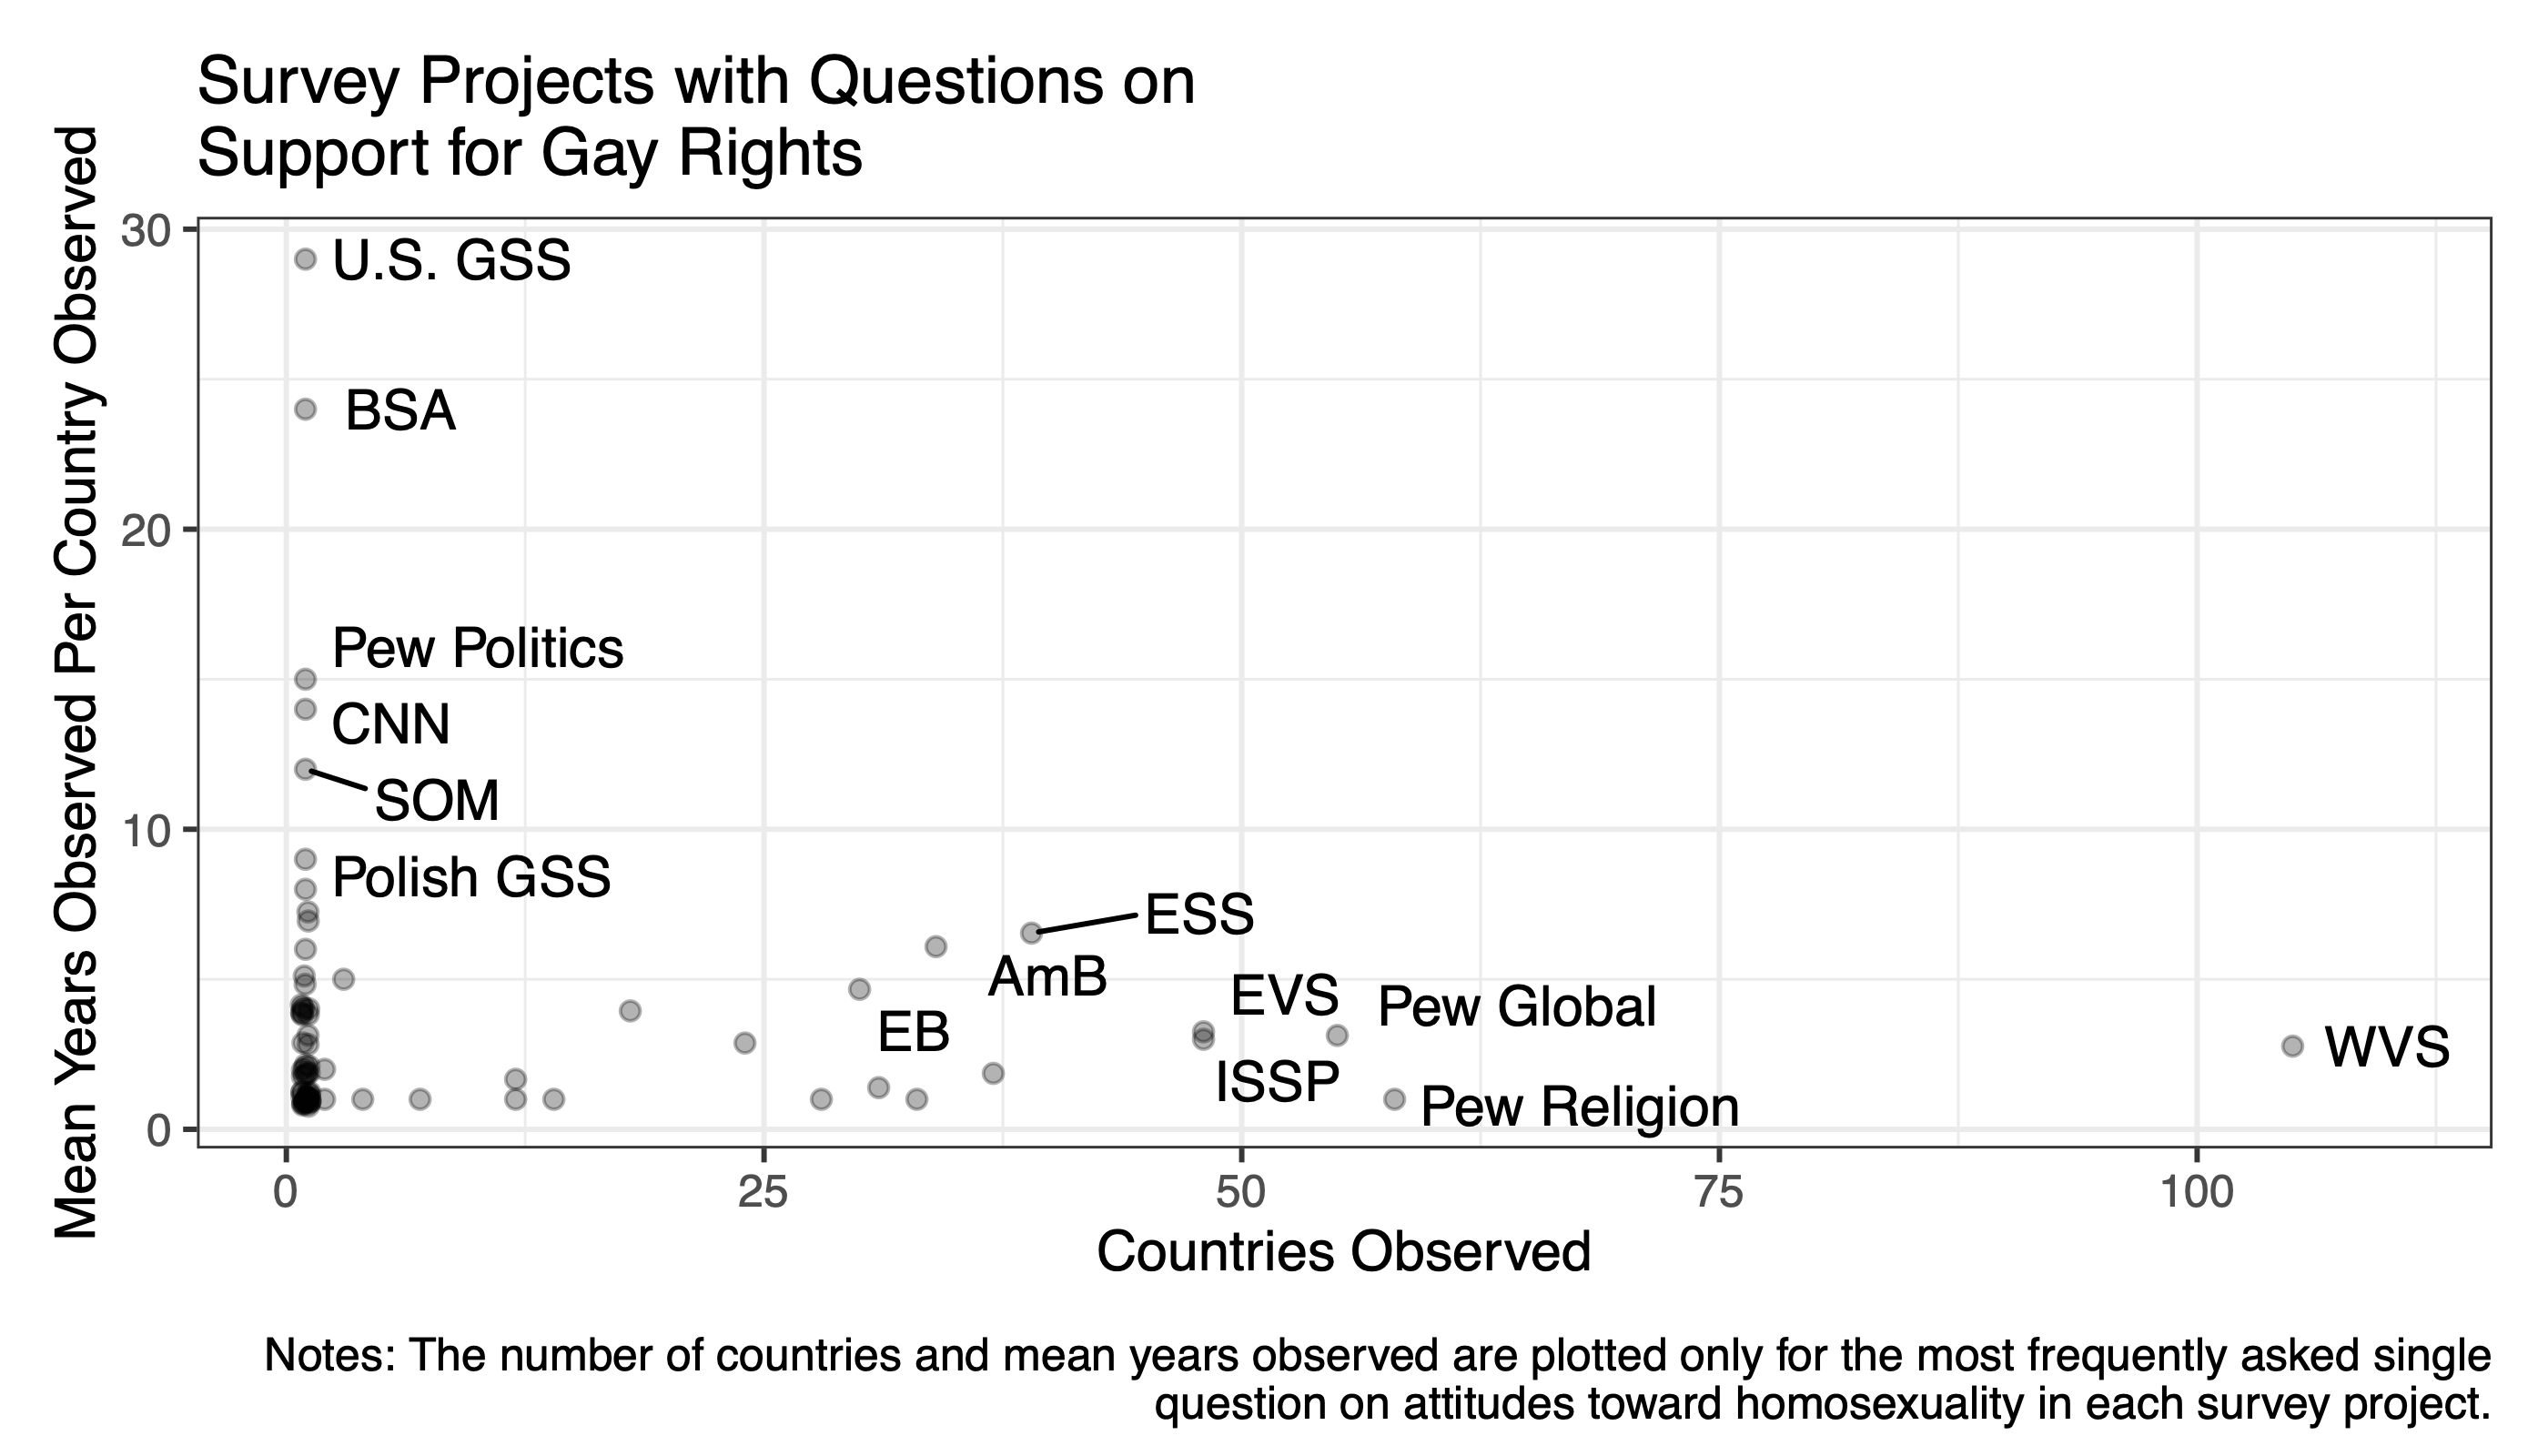 Survey Projects with Questions on
Support for Gay Rights
Mean Years Observed Per Country Observed
30
20
10
0
U.S. GSS
BSA
Pew Politics
CNN
SOM
Polish GSS
ESS
AmB
EVS
Pew Global
EB
WVS
ISSP
Pew Religion
0
25
50
75
100
Countries Observed
Notes: The number of countries and mean years observed are plotted only for the most frequently asked single
question on attitudes toward homosexuality in each survey project.